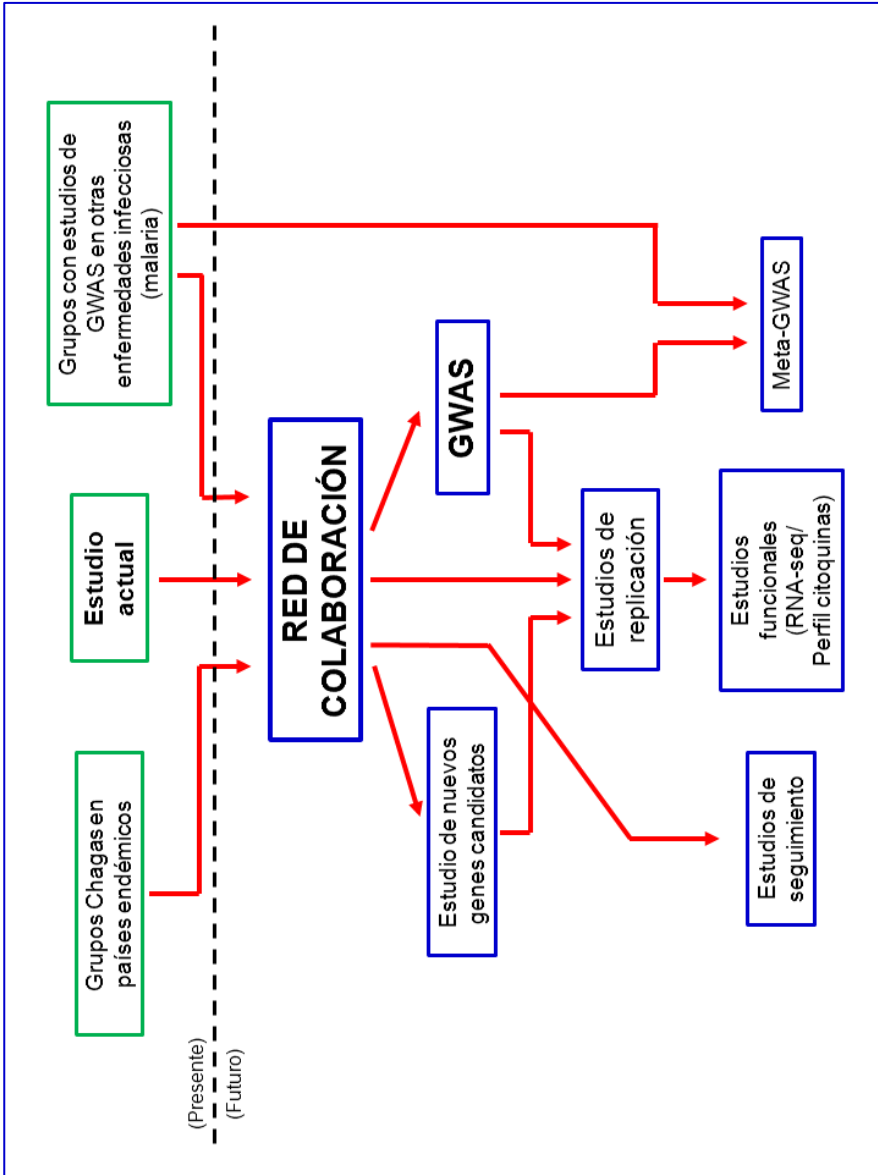 Grupos Chagas en
países endémicos
Estudio
actual
Grupos con estudios de
GWAS en otras
enfermedades infecciosas
(malaria)
(Presente)
(Futuro)
RED DE
COLABORACIÓN
Estudio de nuevos
genes candidatos
GWAS
Estudios de
replicación
Estudios de
seguimiento
Estudios
funcionales
(RNA-seq/
Perfil citoquinas)
Meta-GWAS